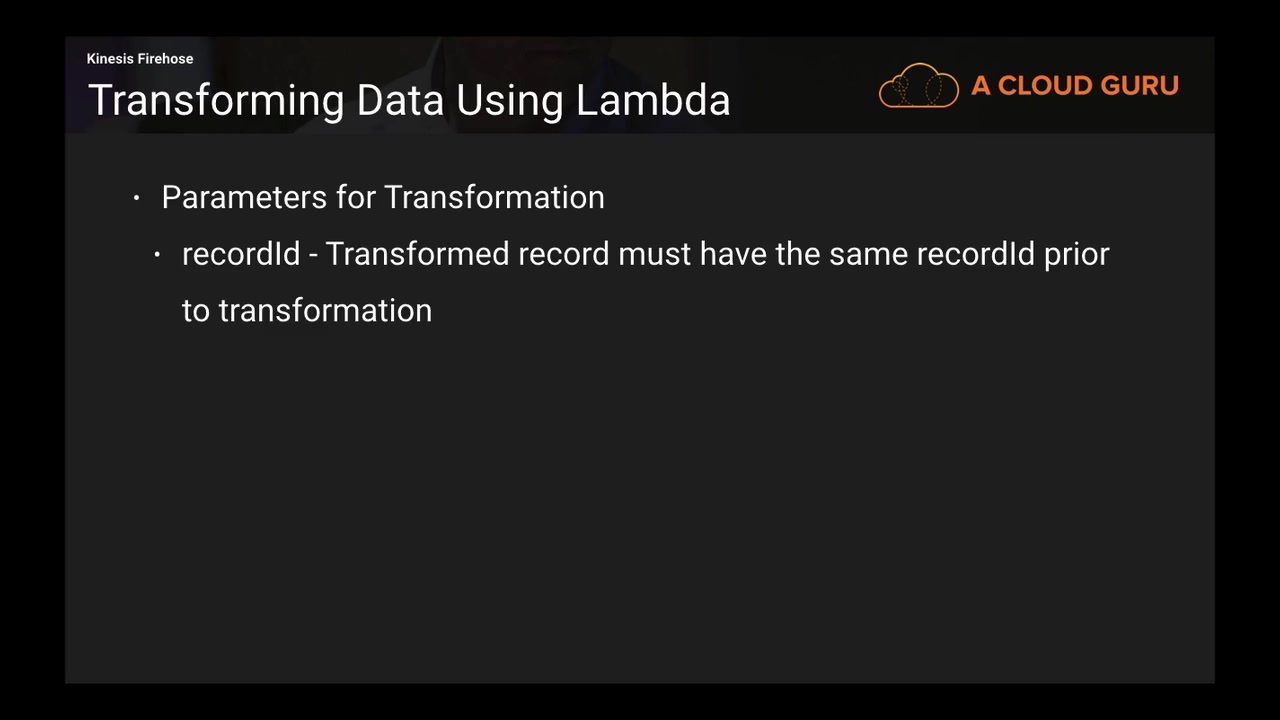 Kinesis Firehose
Transforming Data Using Lambda
A CLOUD GURU
• Parameters for Transformation
• recordId - Transformed record must have the same recordId prior
to transformation